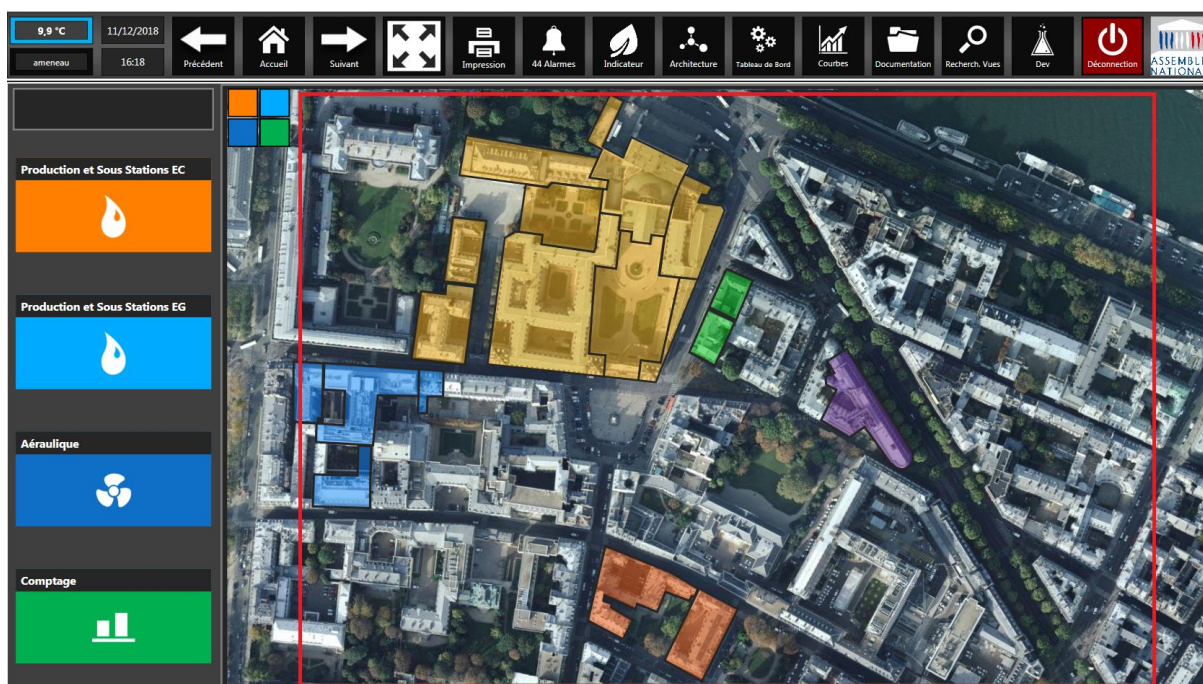 9,9 °C
ameneau
11/12/2018
16:18
Précédent
Accueil
Suivant
Impression
44 Alarmes
Indicateur
Architecture
Tableau de Bord
Courbes
Documentation
Recherch. Vues
Dev
Déconnection
ASSEMBL
NATIONA
Production et Sous Stations EC
Production et Sous Stations EG
Aéraulique
Comptage